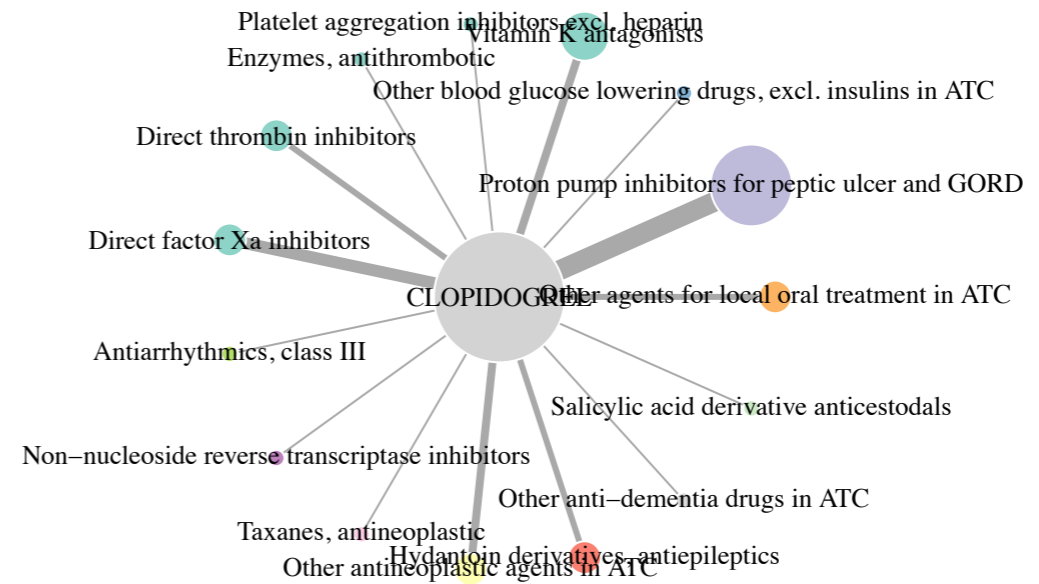 Platelet aggregation inhibitors excl. heparin
Vitamin K antagonists
Enzymes, antithrombotic
Other blood glucose lowering drugs, excl. insulins in ATC
Direct thrombin inhibitors
Proton pump inhibitors for peptic ulcer and GORD
Direct factor Xa inhibitors
CLOPIDOGREL
Other agents for local oral treatment in ATC
Antiarrhythmics, class III
Salicylic acid derivative anticestodals
Non−nucleoside reverse transcriptase inhibitors
Other anti−dementia drugs in ATC
Taxanes, antineoplastic
Hydantoin derivatives, antiepileptics
Other antineoplastic agents in ATC